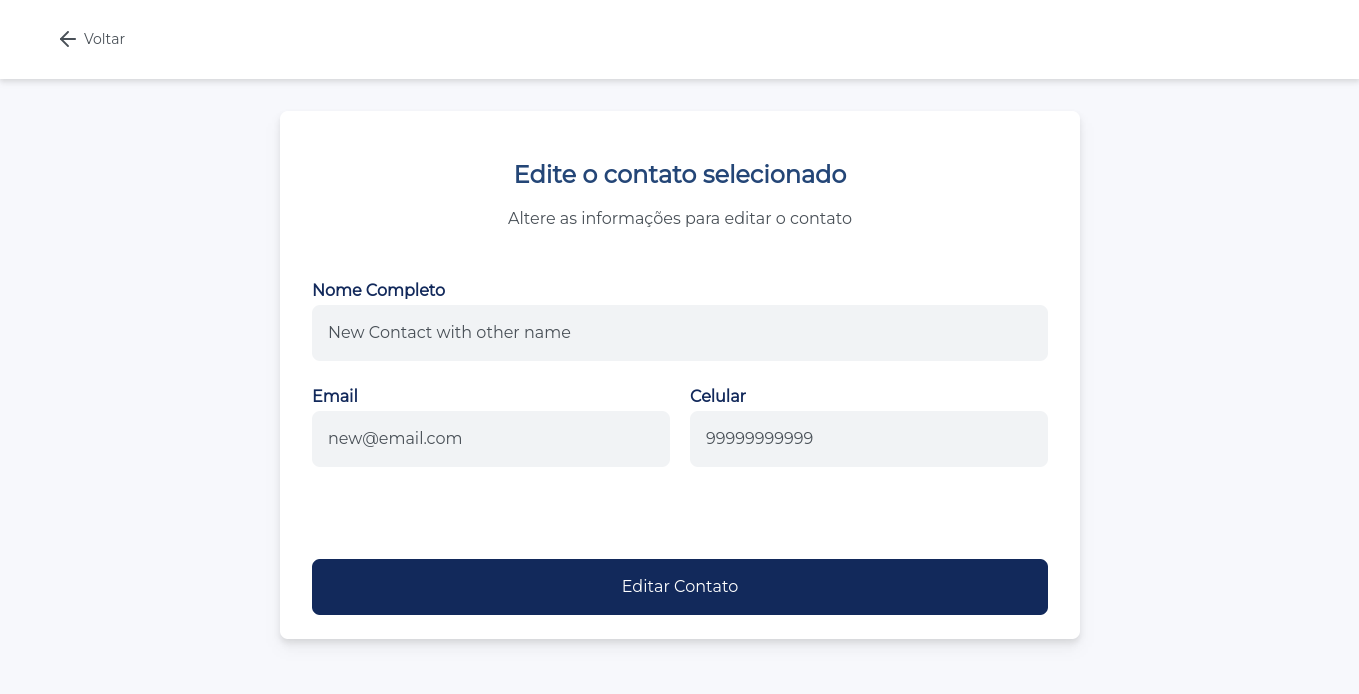 Voltar
Edite o contato selecionado
Altere as informações para editar o contato
Nome Completo
New Contact with other name
Email
Celular
new@email.com
99999999999
Editar Contato